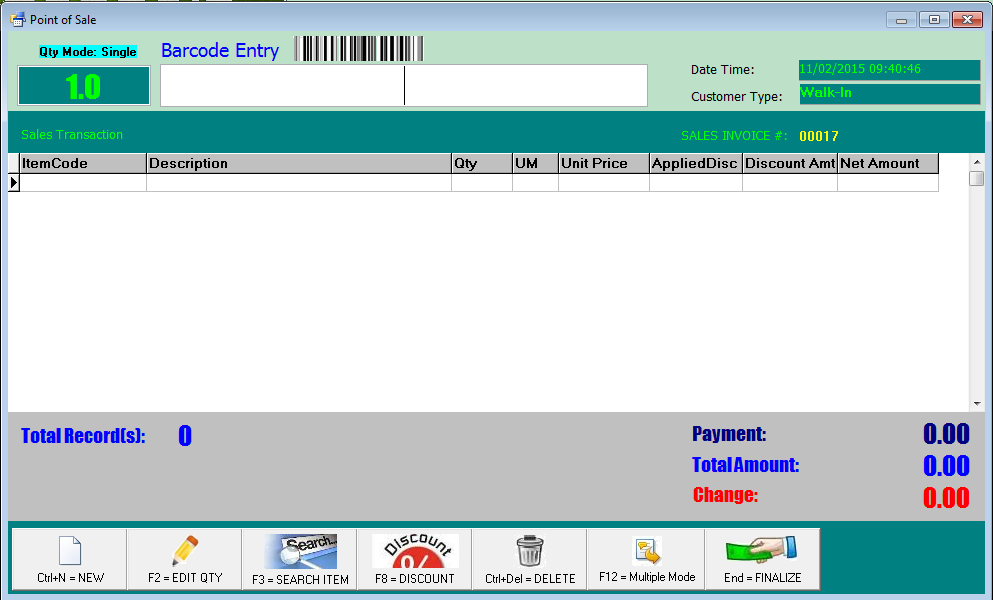 Point of Sale
Qty Mode: Single
Barcode Entry
1.0
Date Time: 11/02/2015 09:40:46
Customer Type: Walk-In
Sales Transaction
SALES INVOICE #: 00017
ItemCode Description Qty UM Unit Price AppliedDisc Discount Amt Net Amount
Total Record(s): 0
Payment: 0.00
Total Amount: 0.00
Change: 0.00
Search...
Discount
%
Ctrl+N = NEW
F2 = EDIT QTY
F3 = SEARCH ITEM
F8 = DISCOUNT
Ctrl+Del = DELETE
F12 = Multiple Mode
End = FINALIZE